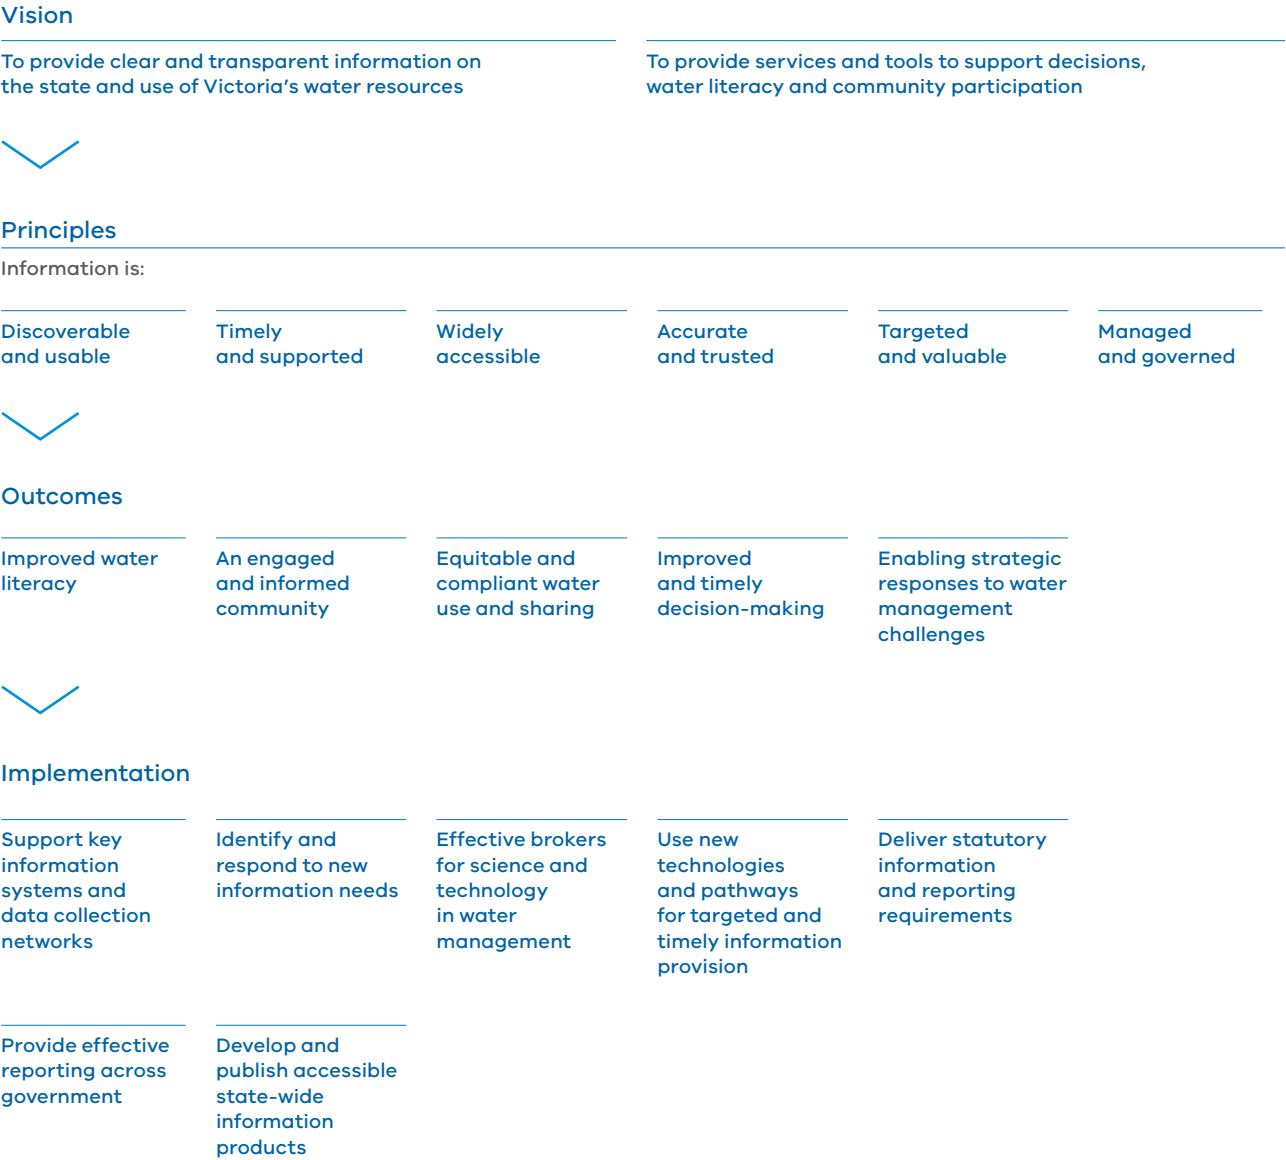 Vision
To provide clear and transparent information on
the state and use of Victoria's water resources
To provide services and tools to support decisions,
water literacy and community participation
Principles
Information is:
Discoverable
and usable
Timely
and supported
Widely
accessible
Accurate
and trusted
Targeted
and valuable
Managed
and governed
Outcomes
Improved water
literacy
An engaged
and informed
community
Equitable and
compliant water
use and sharing
Improved
and timely
decision-making
Enabling strategic
responses to water
management
challenges
Implementation
Support key
information
systems and
data collection
networks
Identify and
respond to new
information needs
Effective brokers
for science and
technology
in water
management
Use new
technologies
and pathways
for targeted and
timely information
provision
Deliver statutory
information
and reporting
requirements
Provide effective
reporting across
government
Develop and
publish accessible
state-wide
information
products